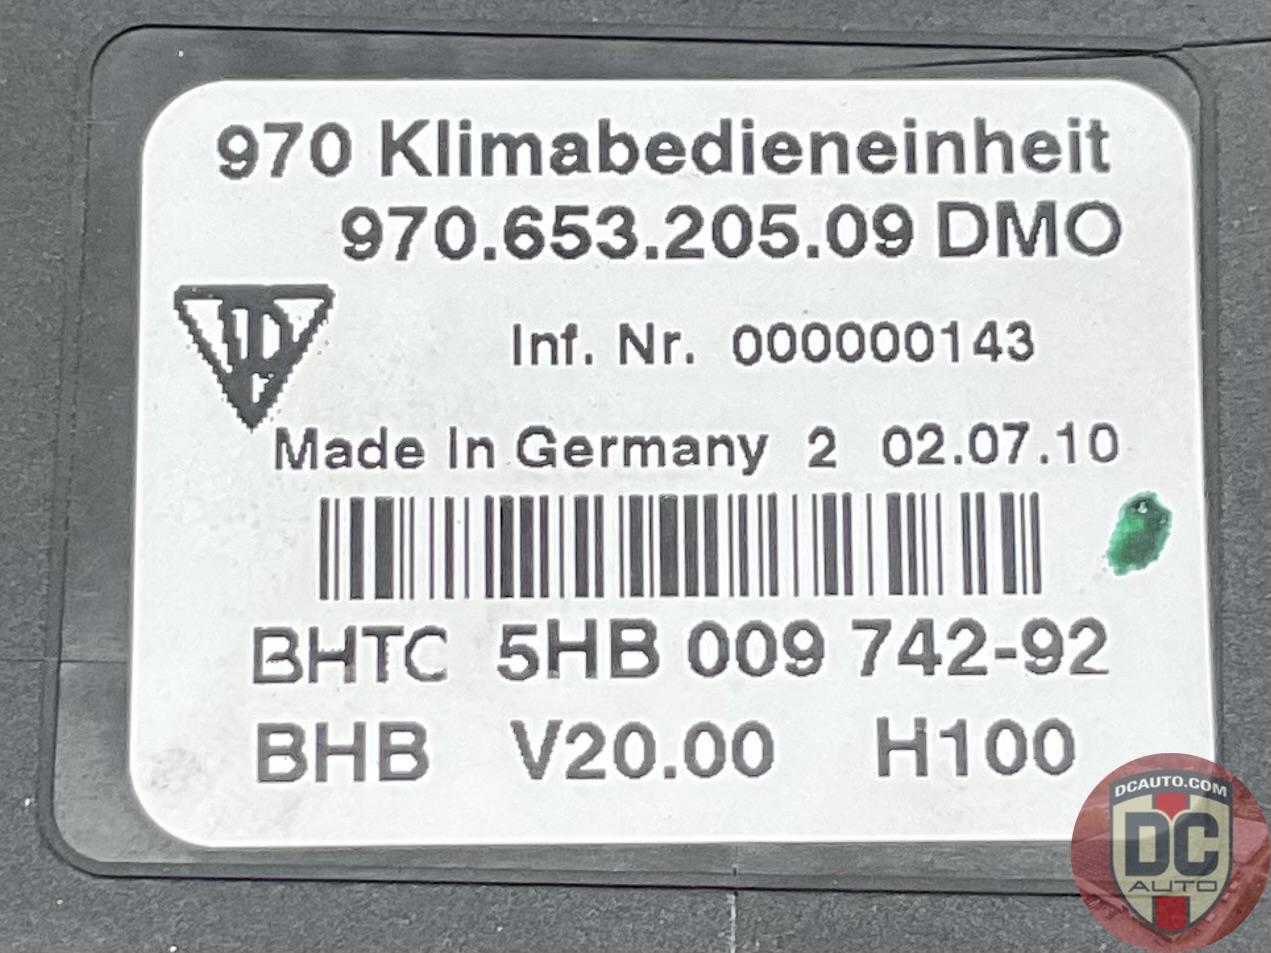 970 Klimabedieneinheit
970.653.205.09 DMO
Inf. Nr. 000000143
Made In Germany 2 02.07.10
BHTC 5HB 009 742-92
BHB V20.00 H100
DCAUTO.COM
DC
AUTO